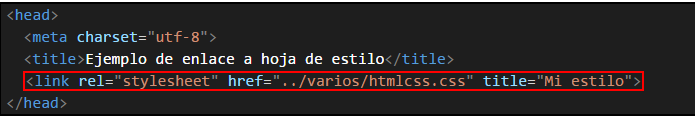 <head>
<meta charset="utf-8">
<title>Ejemplo de enlace a hoja de estilo</title>
<link rel="stylesheet" href="../varios/htmlcss.css" title="Mi estilo">
</head>